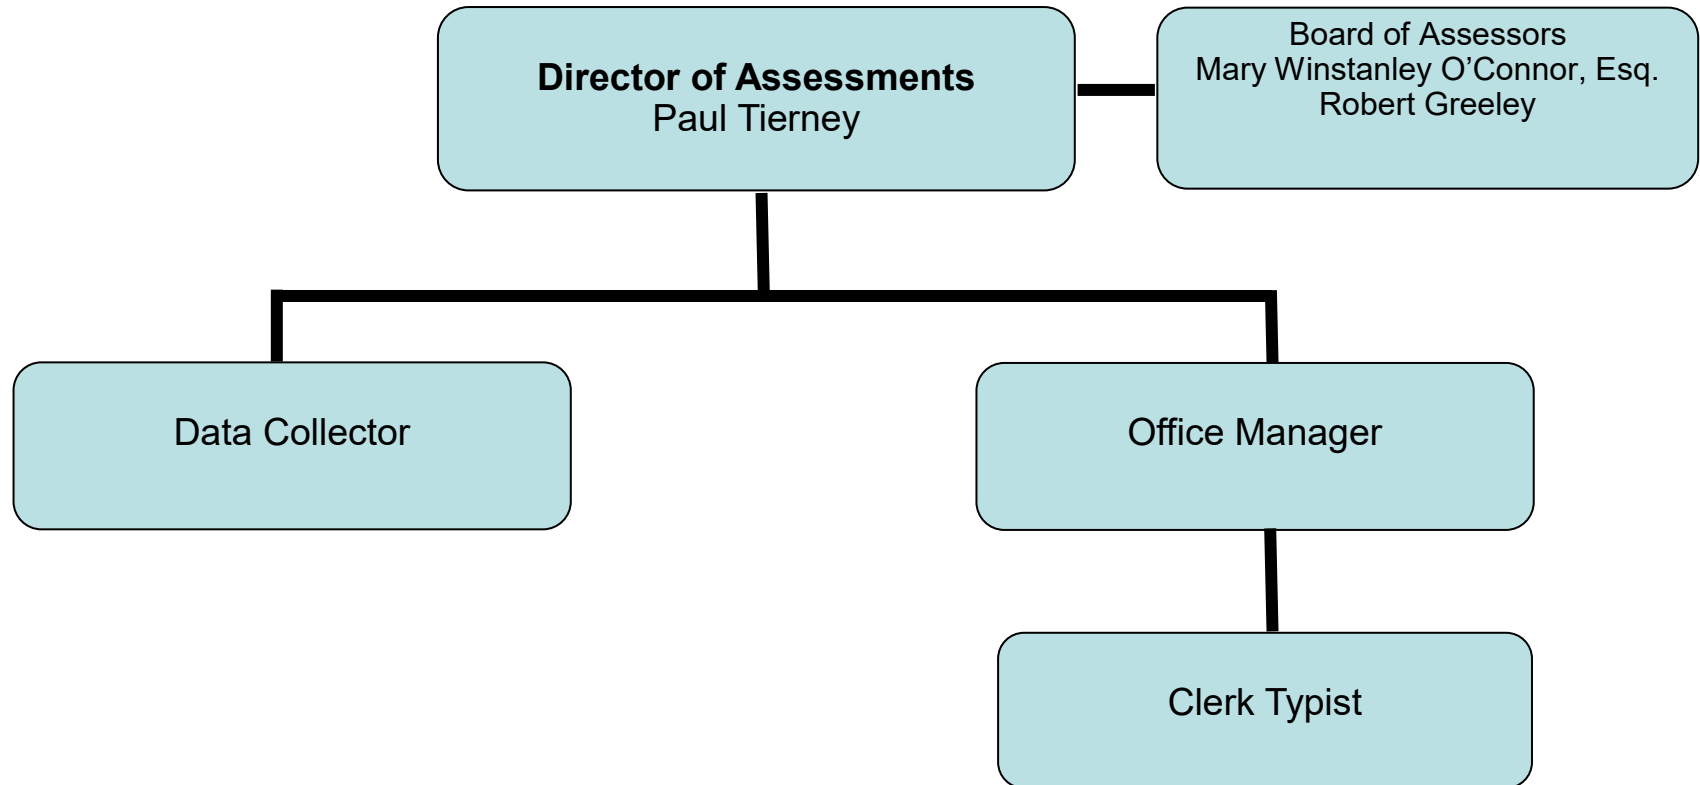 Director of Assessments
Paul Tierney
Board of Assessors
Mary Winstanley O’Connor, Esq.
Robert Greeley
Data Collector
Office Manager
Clerk Typist